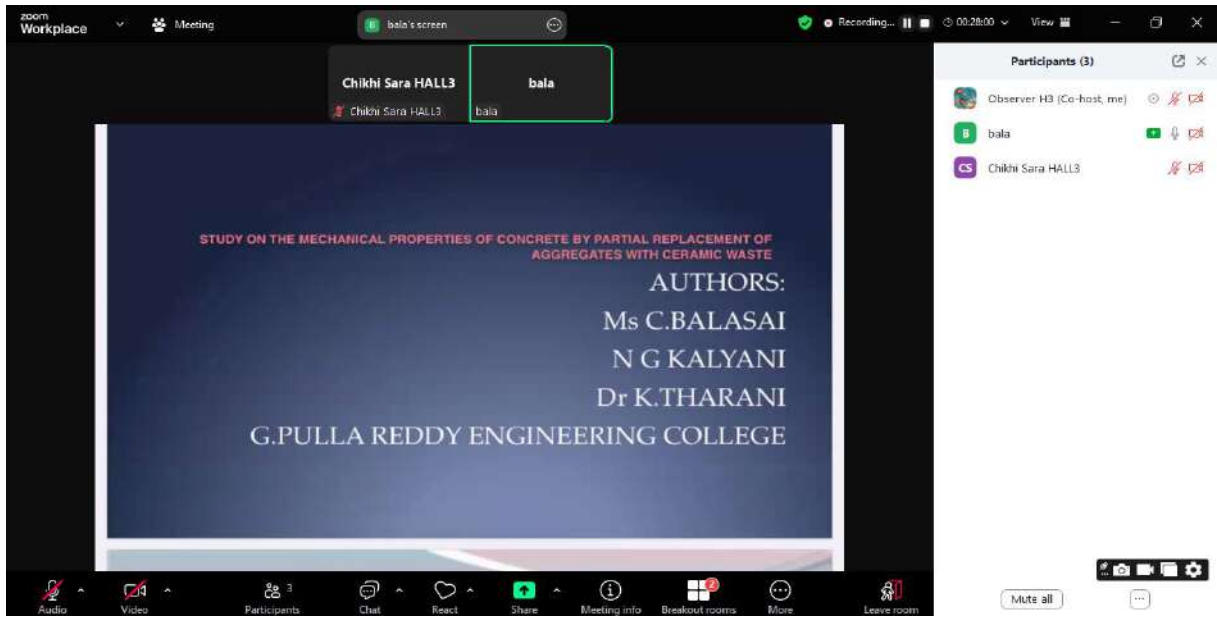 zoom
Workplace
Meeting
B bala's screen
Recording...
00:28:00
View
Chikhi Sara HALL3
Chikhi Sara HALL3
bala
bala
STUDY ON THE MECHANICAL PROPERTIES OF CONCRETE BY PARTIAL REPLACEMENT OF
AGGREGATES WITH CERAMIC WASTE
AUTHORS:
Ms C.BALASAI
N G KALYANI
Dr K.THARANI
G.PULLA REDDY ENGINEERING COLLEGE
Participants (3)
Observer H3 (Co-host, me)
B bala
CS Chikhi Sara HALL3
Mute all
Audio
Video
3
Participants
Chat
React
Share
Meeting info
2
Breakout rooms
More
Leave room